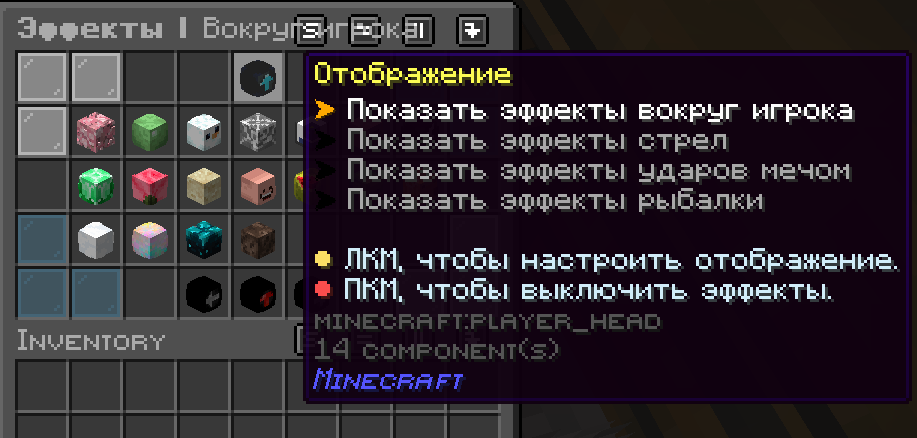 Эффекты | Вокруг игрока
Отображение
Показать эффекты вокруг игрока
Показать эффекты стрел
Показать эффекты ударов мечом
Показать эффекты рыбалки
ЛКМ, чтобы настроить отображение.
ПКМ, чтобы выключить эффекты.
MINECRAFT:PLAYER_HEAD
14 COMPONENT(S)
MINECRAFT
INVENTORY